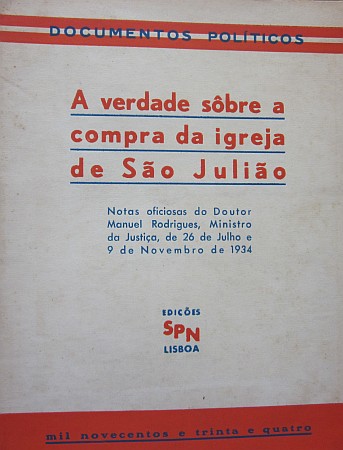 DOCUMENTOS POLÍTICOS
A verdade sôbre a
compra da igreja
de São Julião
Notas oficiosas do Doutor
Manuel Rodrigues, Ministro
da Justiça, de 26 de Julho e
9 de Novembro de 1934
EDIÇÕES
SPN
LISBOA
mil novecentos e trinta e quatro